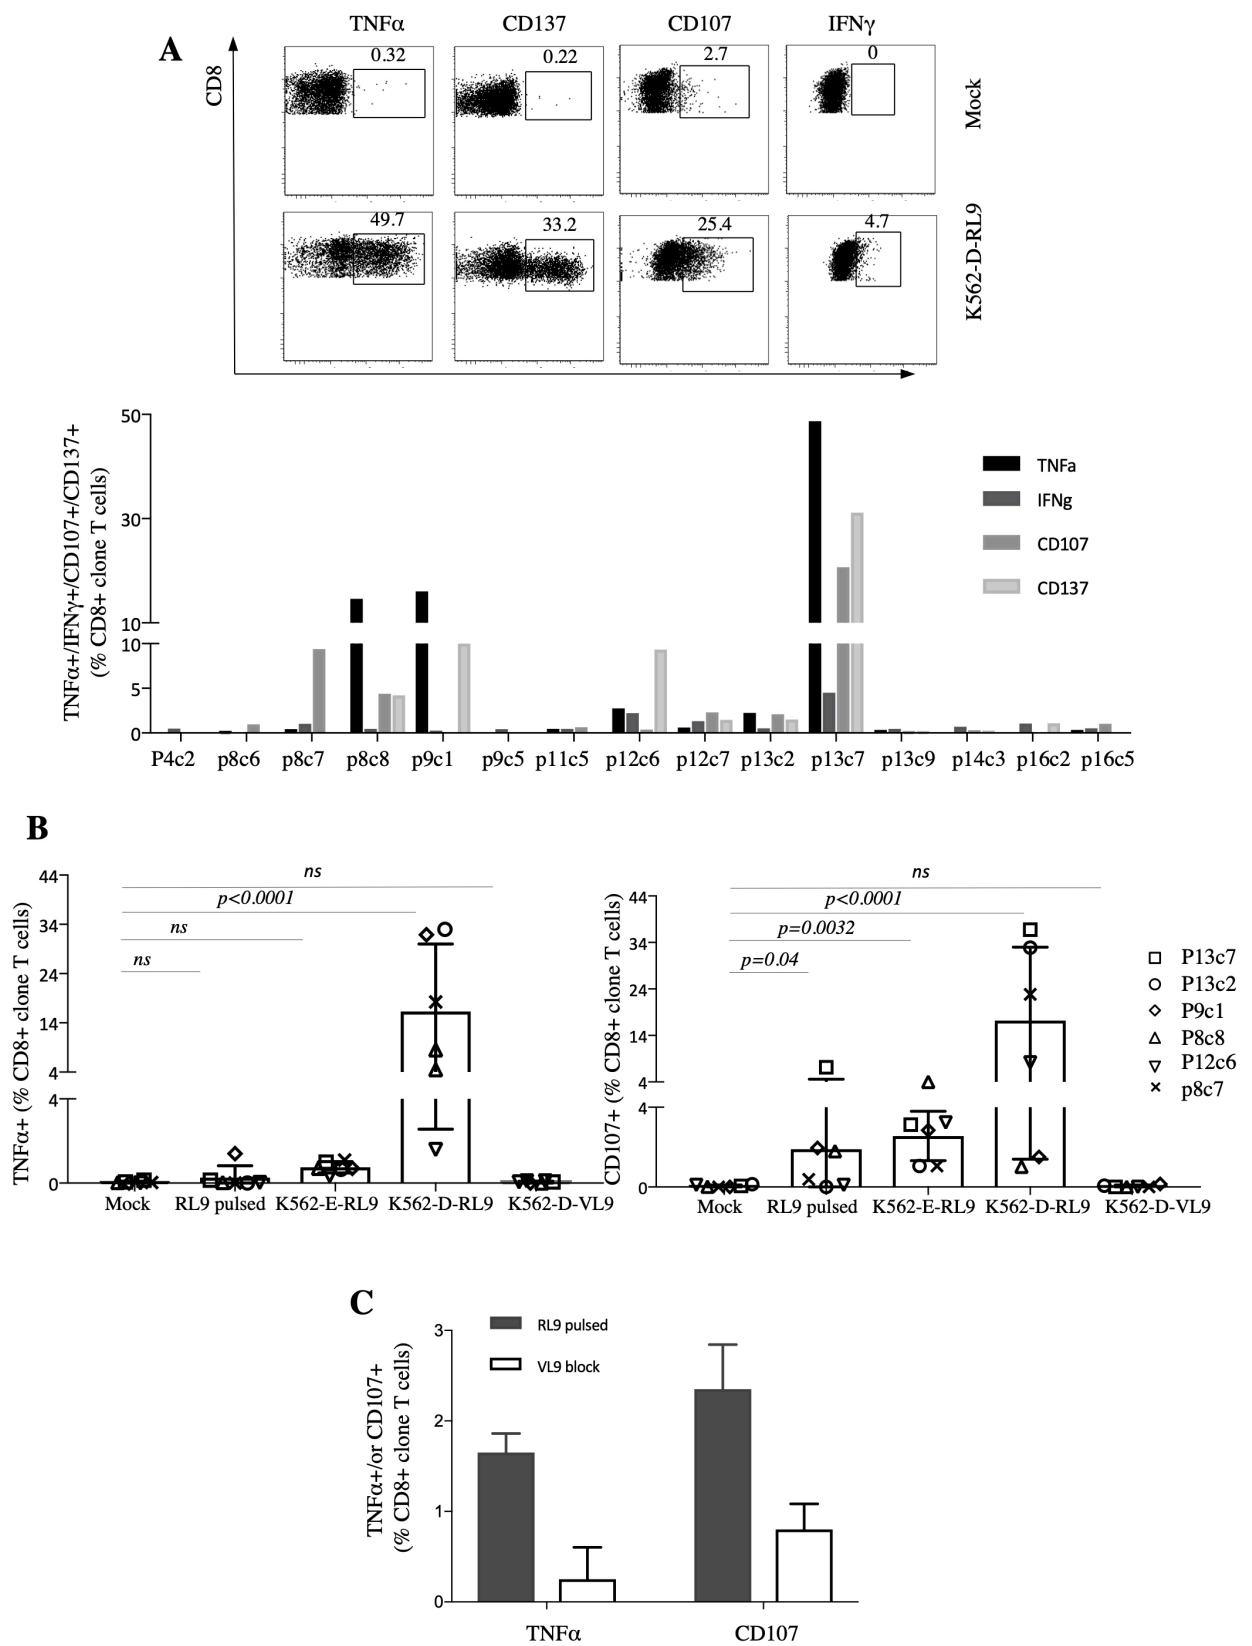 A
TNFα
CD137
CD107
IFNγ
CD8
0.32
0.22
2.7
0
Mock
49.7
33.2
25.4
4.7
K562-D-RL9
TNFα+/IFNγ+/CD107+/CD137+
(% CD8+ clone T cells)
50
30
10
10
5
0
TNFa
IFNg
CD107
CD137
P4c2
p8c6
p8c7
p8c8
p9c1
p9c5
p11c5
p12c6
p12c7
p13c2
p13c7
p13c9
p14c3
p16c2
p16c5
B
TNFα+ (% CD8+ clone T cells)
44
34
24
14
4
4
0
ns
p<0.0001
ns
ns
Mock
RL9 pulsed
K562-E-RL9
K562-D-RL9
K562-D-VL9
CD107+ (% CD8+ clone T cells)
44
34
24
14
4
4
0
ns
p<0.0001
p=0.0032
p=0.04
Mock
RL9 pulsed
K562-E-RL9
K562-D-RL9
K562-D-VL9
P13c7
P13c2
P9c1
P8c8
P12c6
p8c7
C
TNFα+/or CD107+
(% CD8+ clone T cells)
3
2
1
0
RL9 pulsed
VL9 block
TNFα
CD107